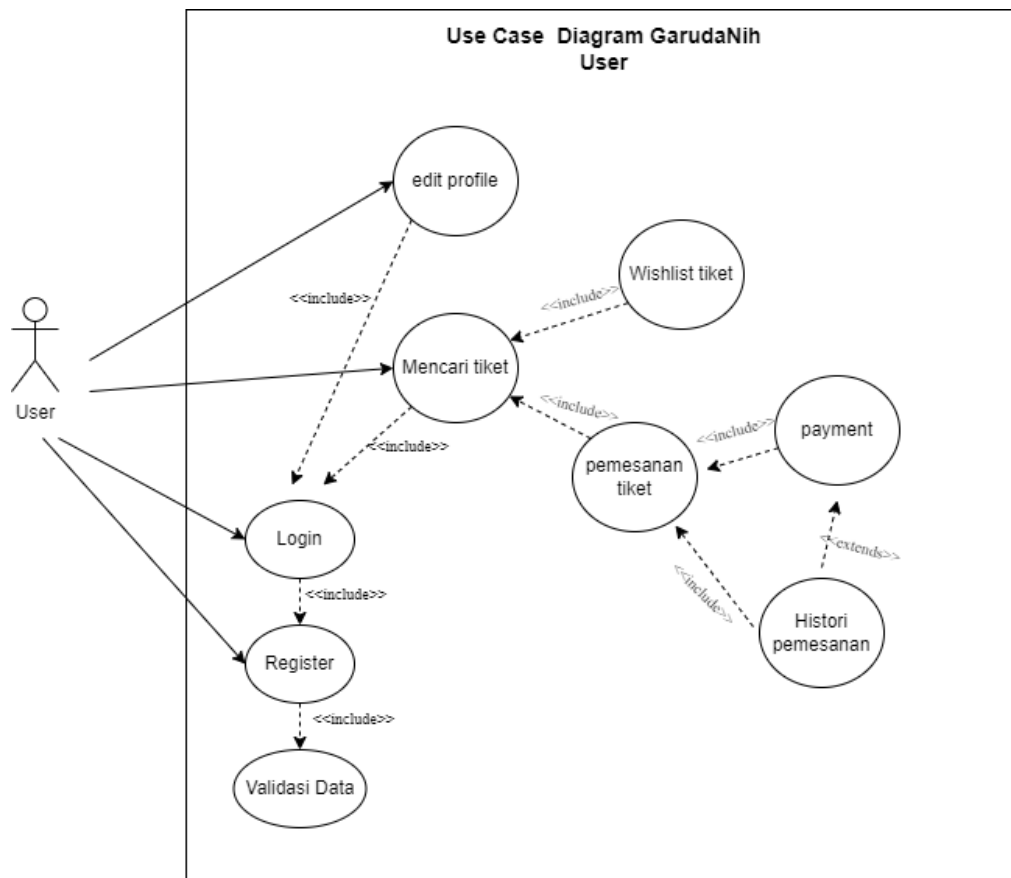 Use Case Diagram GarudaNih
User
edit profile
Wishlist tiket
<<include>>
<<include>>
Mencari tiket
User
<<include>>
payment
<<include>>
<<include>>
pemesanan
tiket
Login
<<extends>>
<<include>>
<<include>>
Histori
pemesanan
Register
<<include>>
Validasi Data